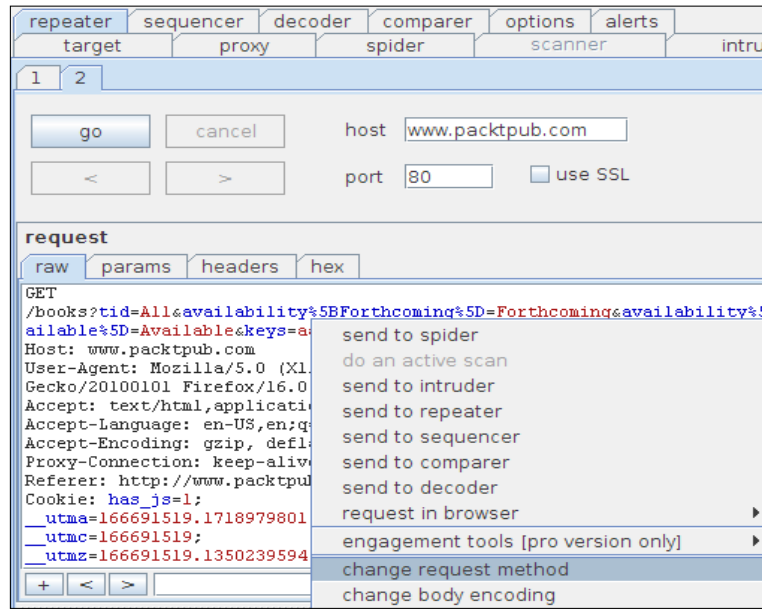 repeater sequencer decoder comparer options alerts
target proxy spider scanner intru
1 2
go cancel host www.packtpub.com
< > port 80 use SSL
request
raw params headers hex
GET
/books?tid=All&availability%5BForthcoming%5D=Forthcoming&availability%5
ailable%5D=Available&keys=a
Host: www.packtpub.com
User-Agent: Mozilla/5.0 (X1
Gecko/20100101 Firefox/16.0
Accept: text/html,applicati
Accept-Language: en-US,en;q
Accept-Encoding: gzip, defl
Proxy-Connection: keep-aliv
Referer: http://www.packtpu
Cookie: has_js=1;
__utma=166691519.1718979801
__utmc=166691519;
__utmz=166691519.1350239594
send to spider
do an active scan
send to intruder
send to repeater
send to sequencer
send to comparer
send to decoder
request in browser
engagement tools [pro version only]
change request method
change body encoding
+ < >